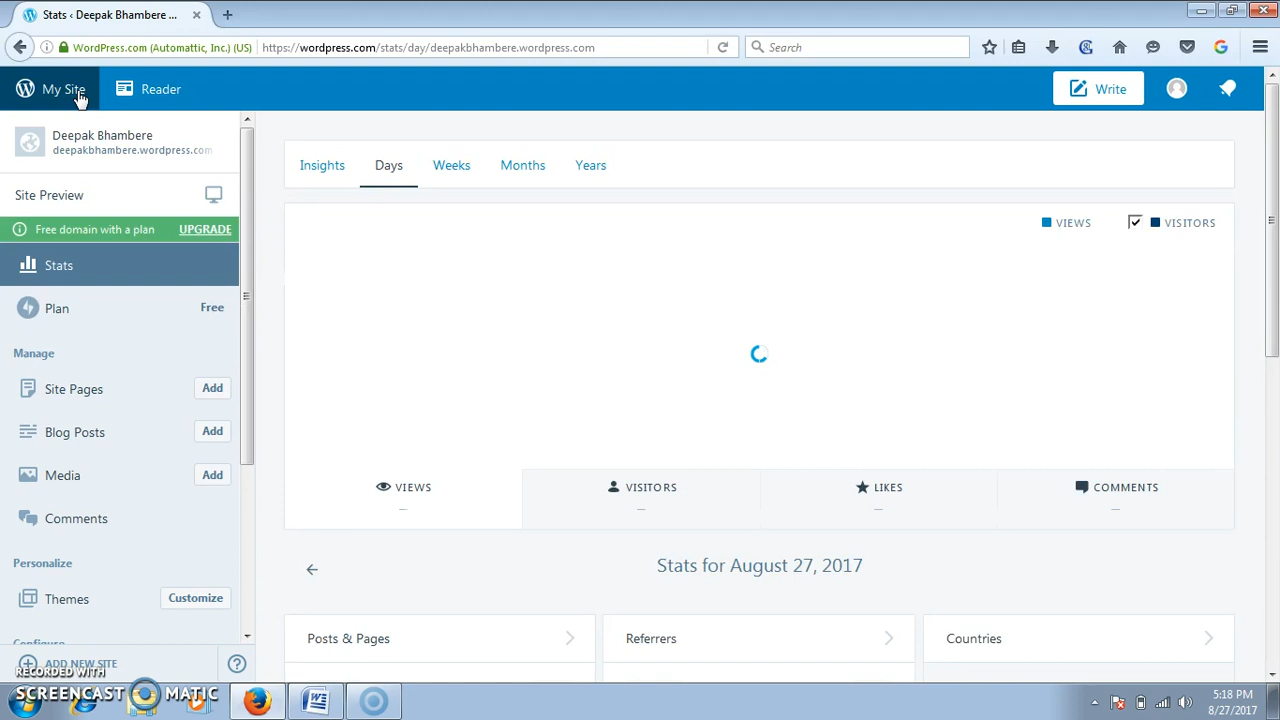 Stats ‹ Deepak Bhambere ...
WordPress.com (Automattic, Inc.) (US)
https://wordpress.com/stats/day/deepakbhambere.wordpress.com
Search
My Site
Reader
Write
Deepak Bhambere
deepakbhambere.wordpress.com
Site Preview
Free domain with a plan UPGRADE
Stats
Plan Free
Manage
Site Pages Add
Blog Posts Add
Media Add
Comments
Personalize
Themes Customize
Configure
ADD NEW SITE
Insights Days Weeks Months Years
VIEWS VISITORS
VIEWS VISITORS LIKES COMMENTS
Stats for August 27, 2017
Posts & Pages Referrers Countries
RECORDED WITH
SCREENCAST MATIC
5:18 PM
8/27/2017